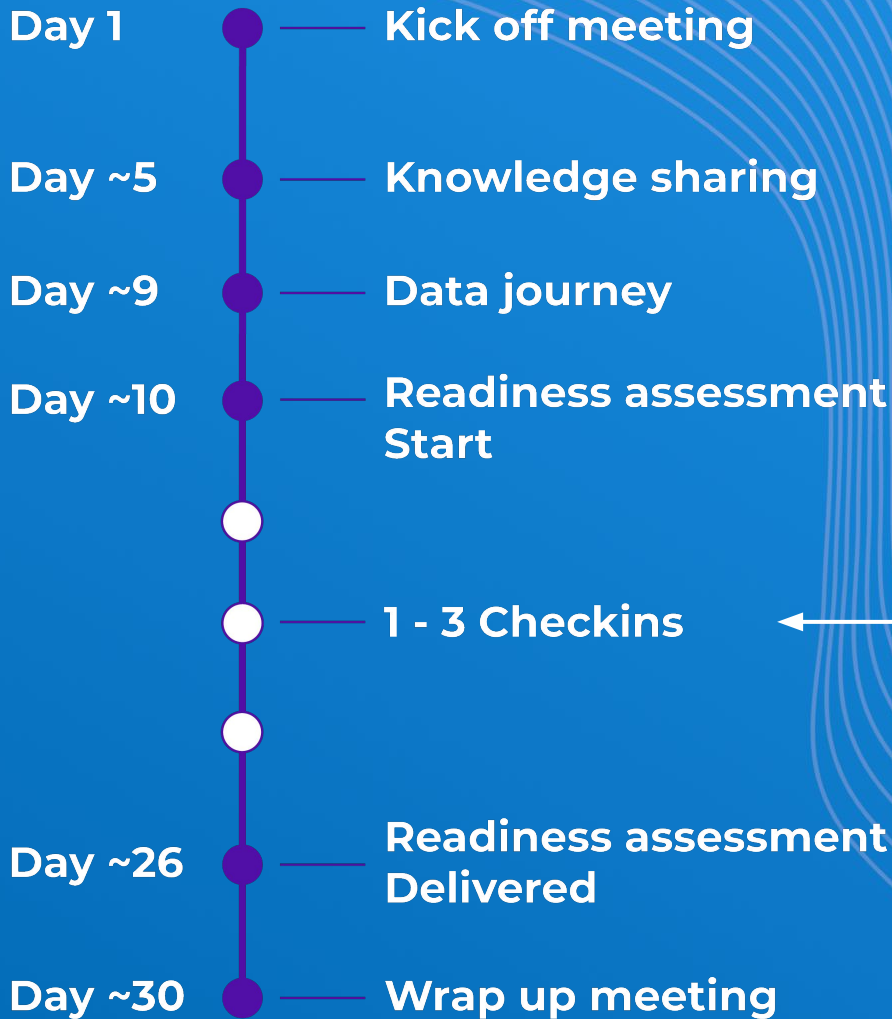 Day 1 Kick off meeting
Day ~5 Knowledge sharing
Day ~9 Data journey
Day ~10 Readiness assessment
Start
1 - 3 Checkins
Day ~26 Readiness assessment
Delivered
Day ~30 Wrap up meeting